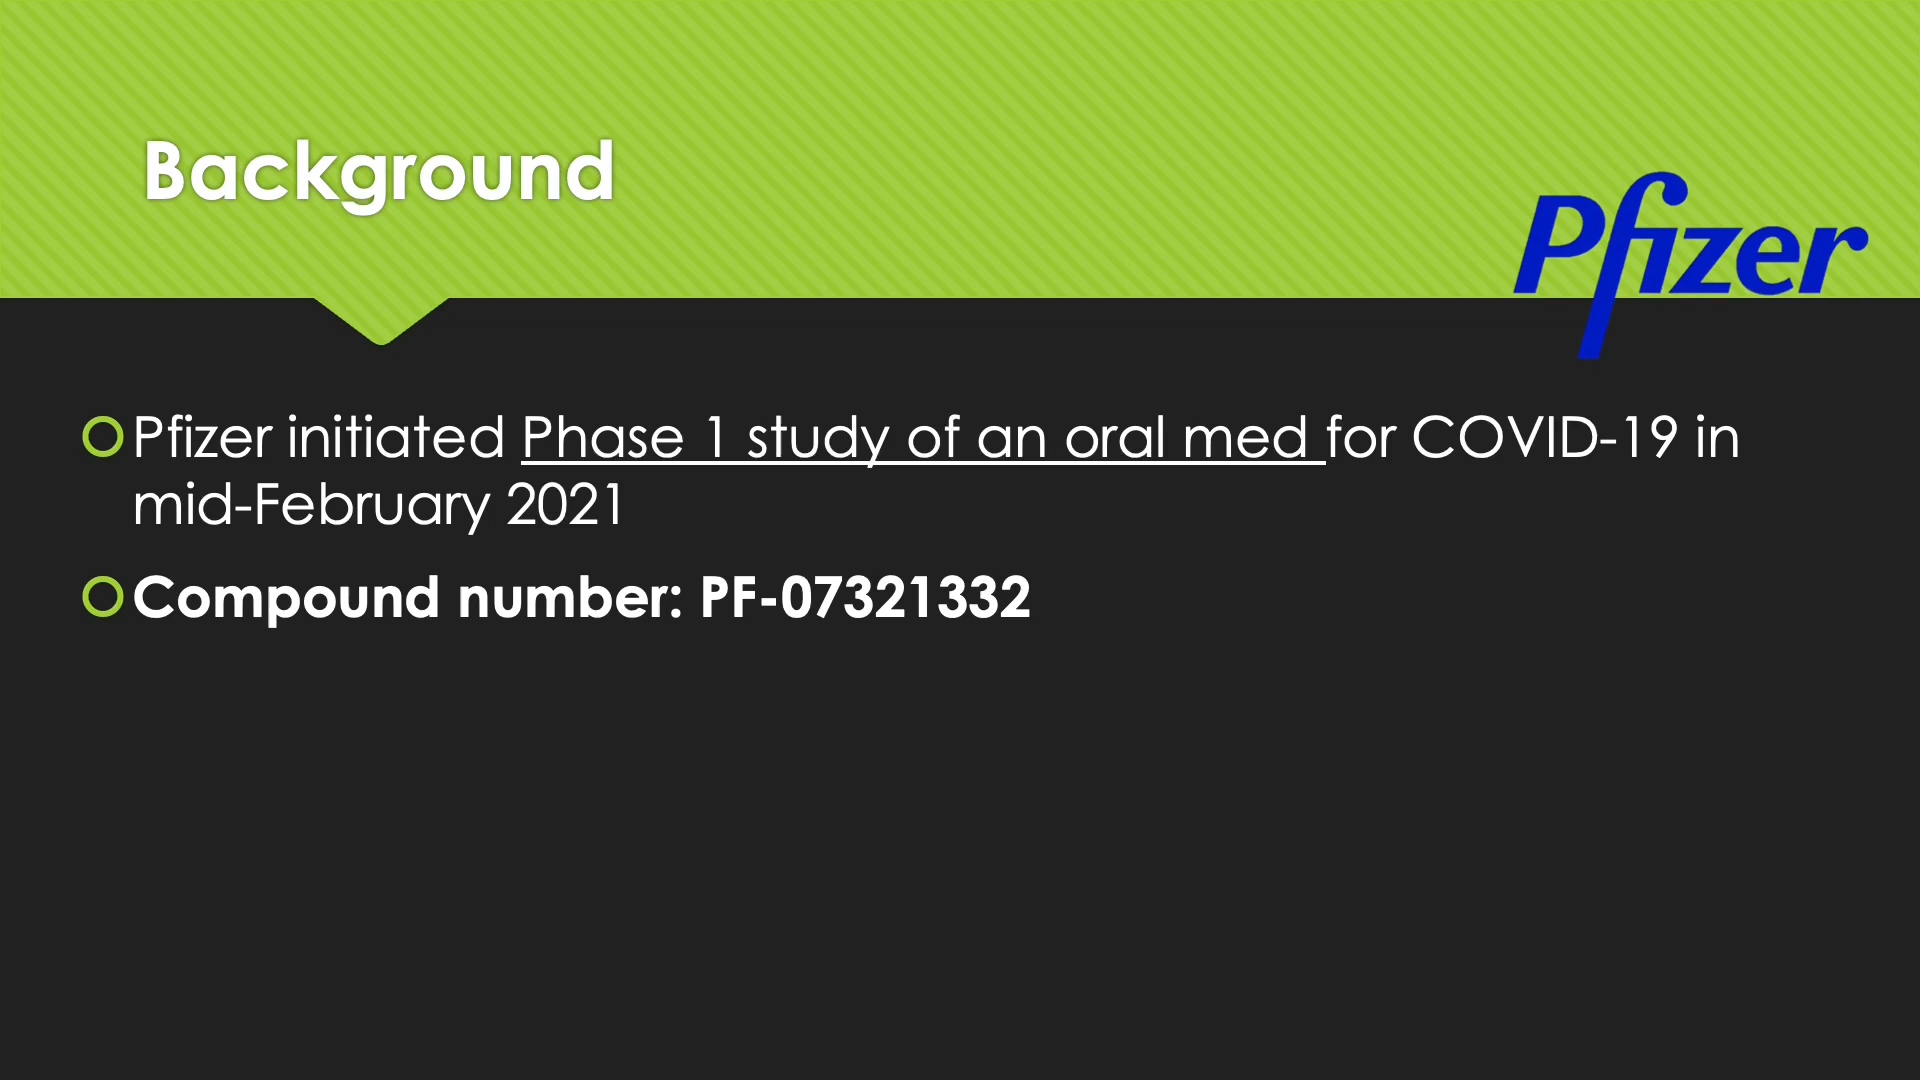 Background
Pfizer
Pfizer initiated Phase 1 study of an oral med for COVID-19 in
mid-February 2021
Compound number: PF-07321332